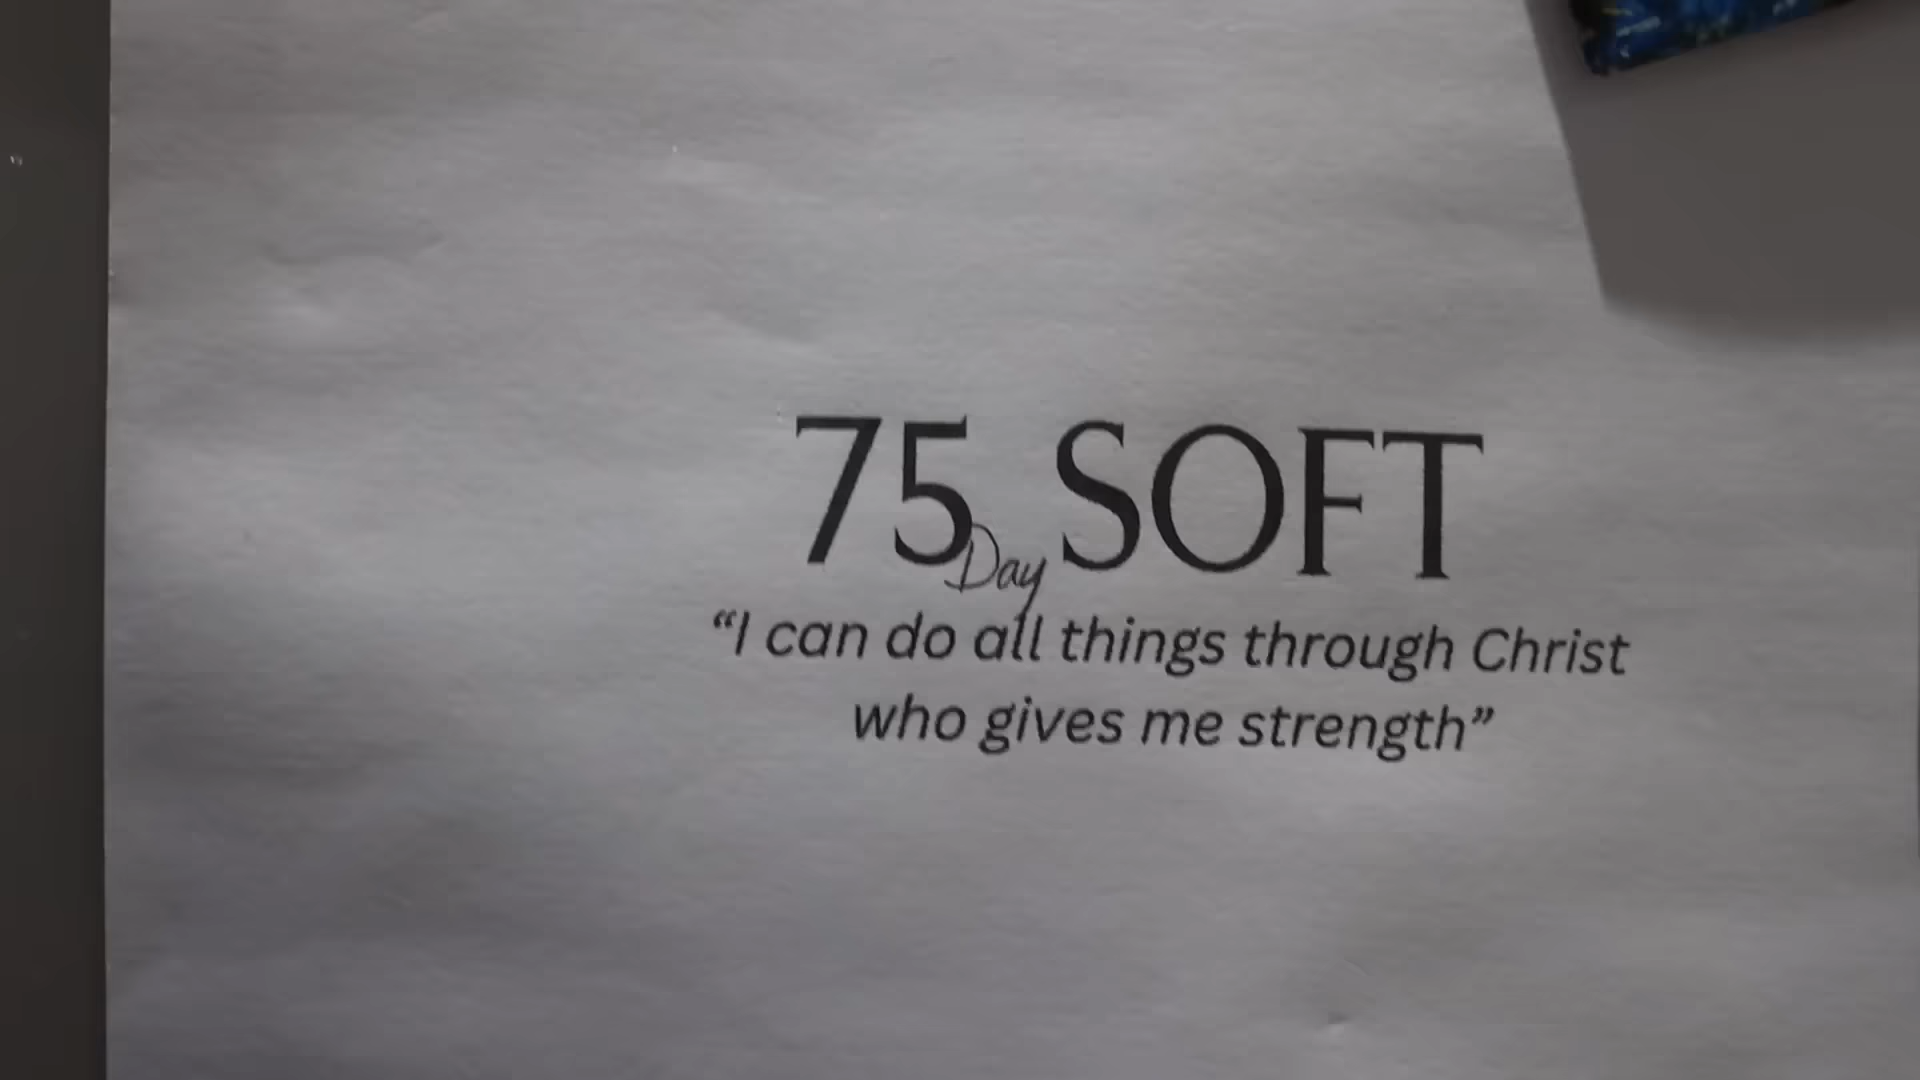 75 Day SOFT
“I can do all things through Christ
who gives me strength”